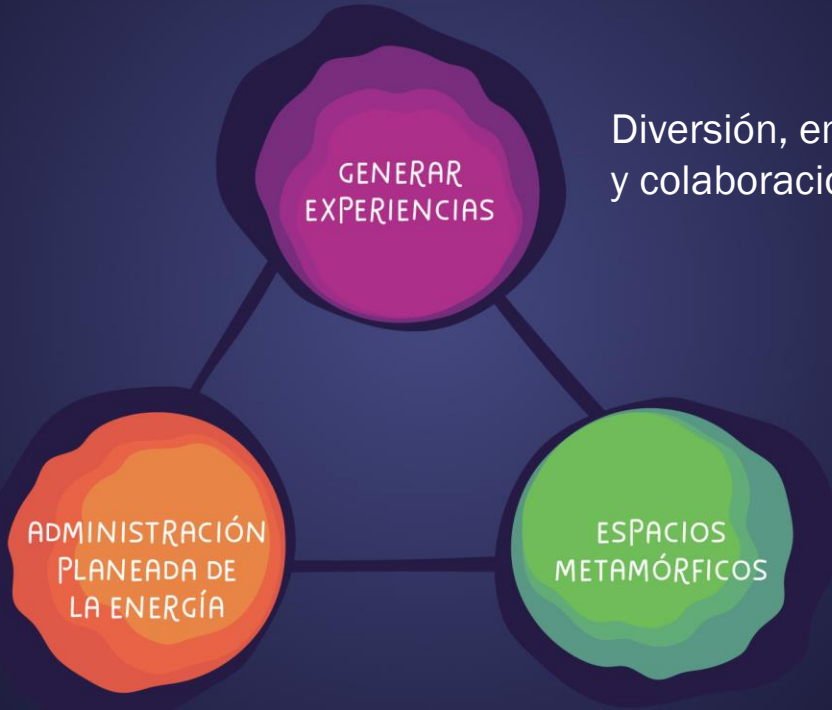 GENERAR
EXPERIENCIAS
Diversión,
y
ADMINISTRACIÓN
PLANEADA DE
LA ENERGÍA
ESPACIOS
METAMÓRFICOS